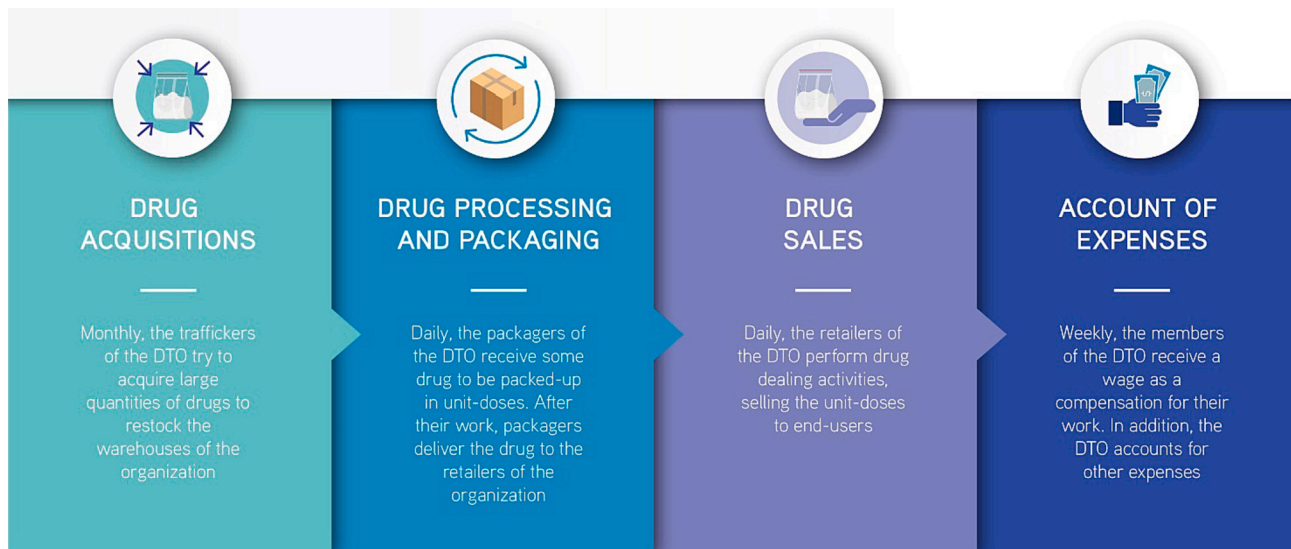 DRUG
ACQUISITIONS
Monthly, the traffickers
of the DTO try to
acquire large
quantities of drugs to
restock the
warehouses of the
organization
DRUG PROCESSING
AND PACKAGING
Daily, the packagers of
the DTO receive some
drug to be packed-up
in unit-doses. After
their work, packagers
deliver the drug to the
retailers of the
organization
DRUG
SALES
Daily, the retailers of
the DTO perform drug
dealing activities,
selling the unit-doses
to end-users
ACCOUNT OF
EXPENSES
Weekly, the members
of the DTO receive a
wage as a
compensation for their
work. In addition, the
DTO accounts for
other expenses